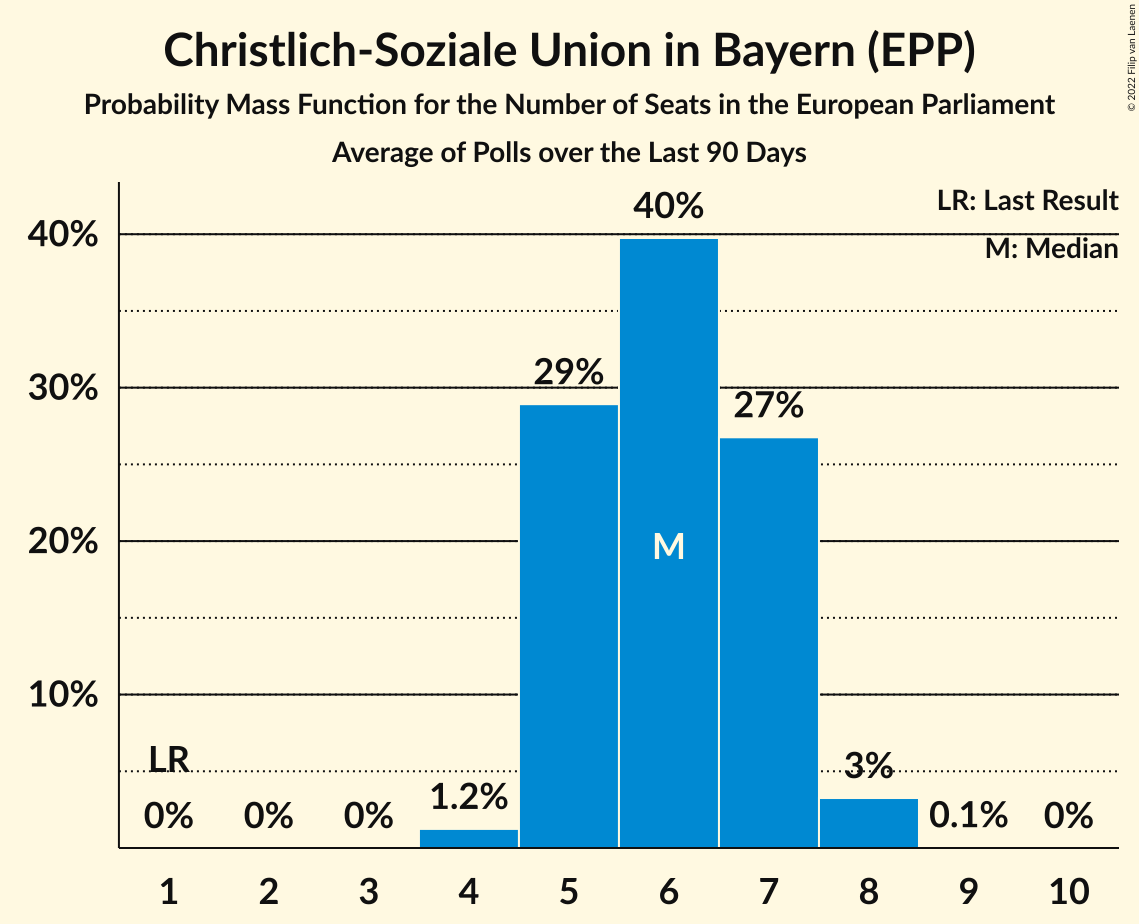 Christlich-Soziale Union in Bayern (EPP)
Probability Mass Function for the Number of Seats in the European Parliament
Average of Polls over the Last 90 Days
© 2022 Filip van Laenen
LR: Last Result
M: Median
40%
30%
20%
10%
LR
0%
0%
0%
1.2%
29%
40%
M
27%
3%
0.1%
0%
1 2 3 4 5 6 7 8 9 10